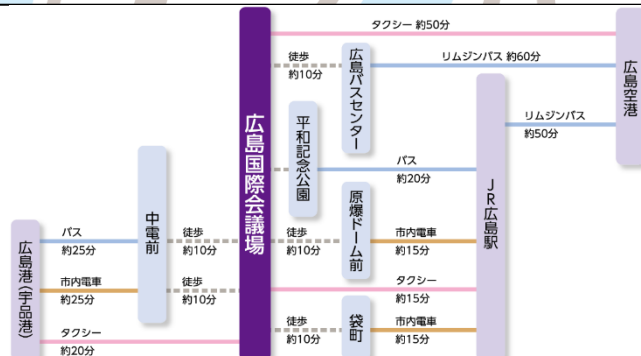 タクシー 約50分
徒歩
約10分
広島バスセンター
リムジンバス 約60分
広島空港
リムジンバス
約50分
広島国際会議場
平和記念公園
バス
約20分
JR広島駅
原爆ドーム前
徒歩
約10分
市内電車
約15分
タクシー
約15分
徒歩
約10分
袋町
市内電車
約15分
広島港(宇品港)
バス
約25分
中電前
徒歩
約10分
市内電車
約25分
徒歩
約10分
タクシー
約20分